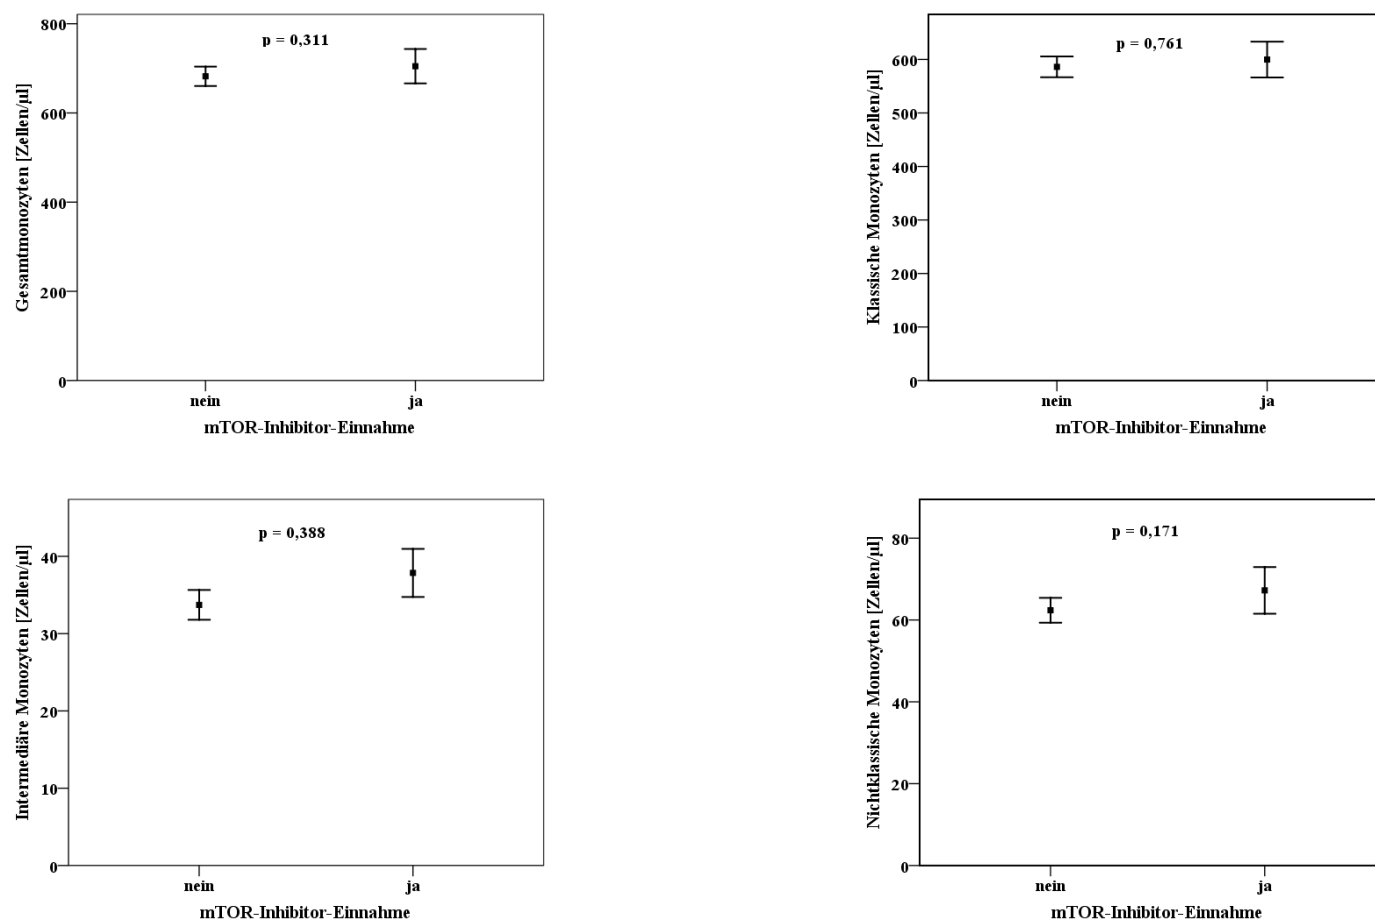 p = 0,311
Gesamtmonozyten [Zellen/µl]
800
600
400
200
0
nein
ja
mTOR-Inhibitor-Einnahme
p = 0,761
Klassische Monozyten [Zellen/µl]
600
500
400
300
200
100
0
nein
ja
mTOR-Inhibitor-Einnahme
p = 0,388
Intermediäre Monozyten [Zellen/µl]
40
30
20
10
0
nein
ja
mTOR-Inhibitor-Einnahme
p = 0,171
Nichtklassische Monozyten [Zellen/µl]
80
60
40
20
0
nein
ja
mTOR-Inhibitor-Einnahme